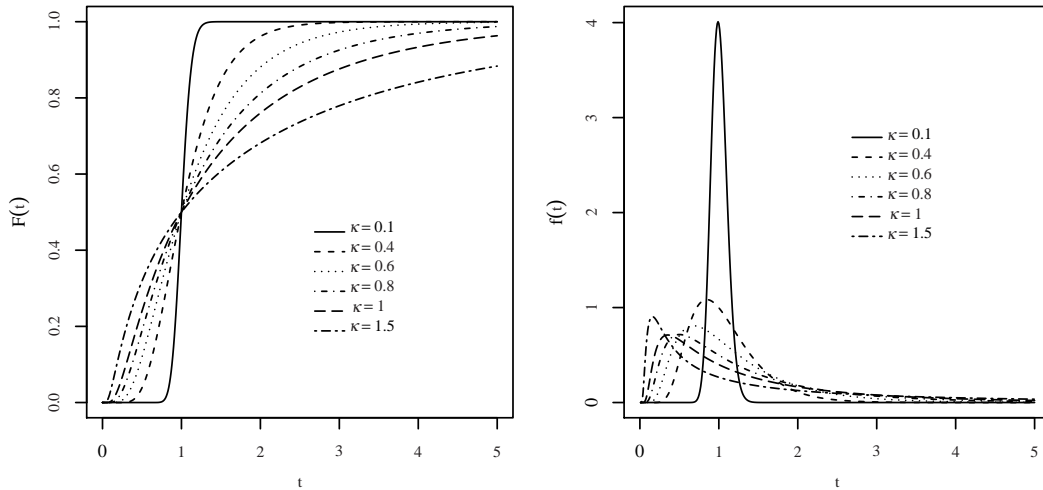 F(t)
1.0
0.8
0.6
0.4
0.2
0.0
κ = 0.1
κ = 0.4
κ = 0.6
κ = 0.8
κ = 1
κ = 1.5
0 1 2 3 4 5
t
f(t)
4
3
2
1
0
κ = 0.1
κ = 0.4
κ = 0.6
κ = 0.8
κ = 1
κ = 1.5
0 1 2 3 4 5
t